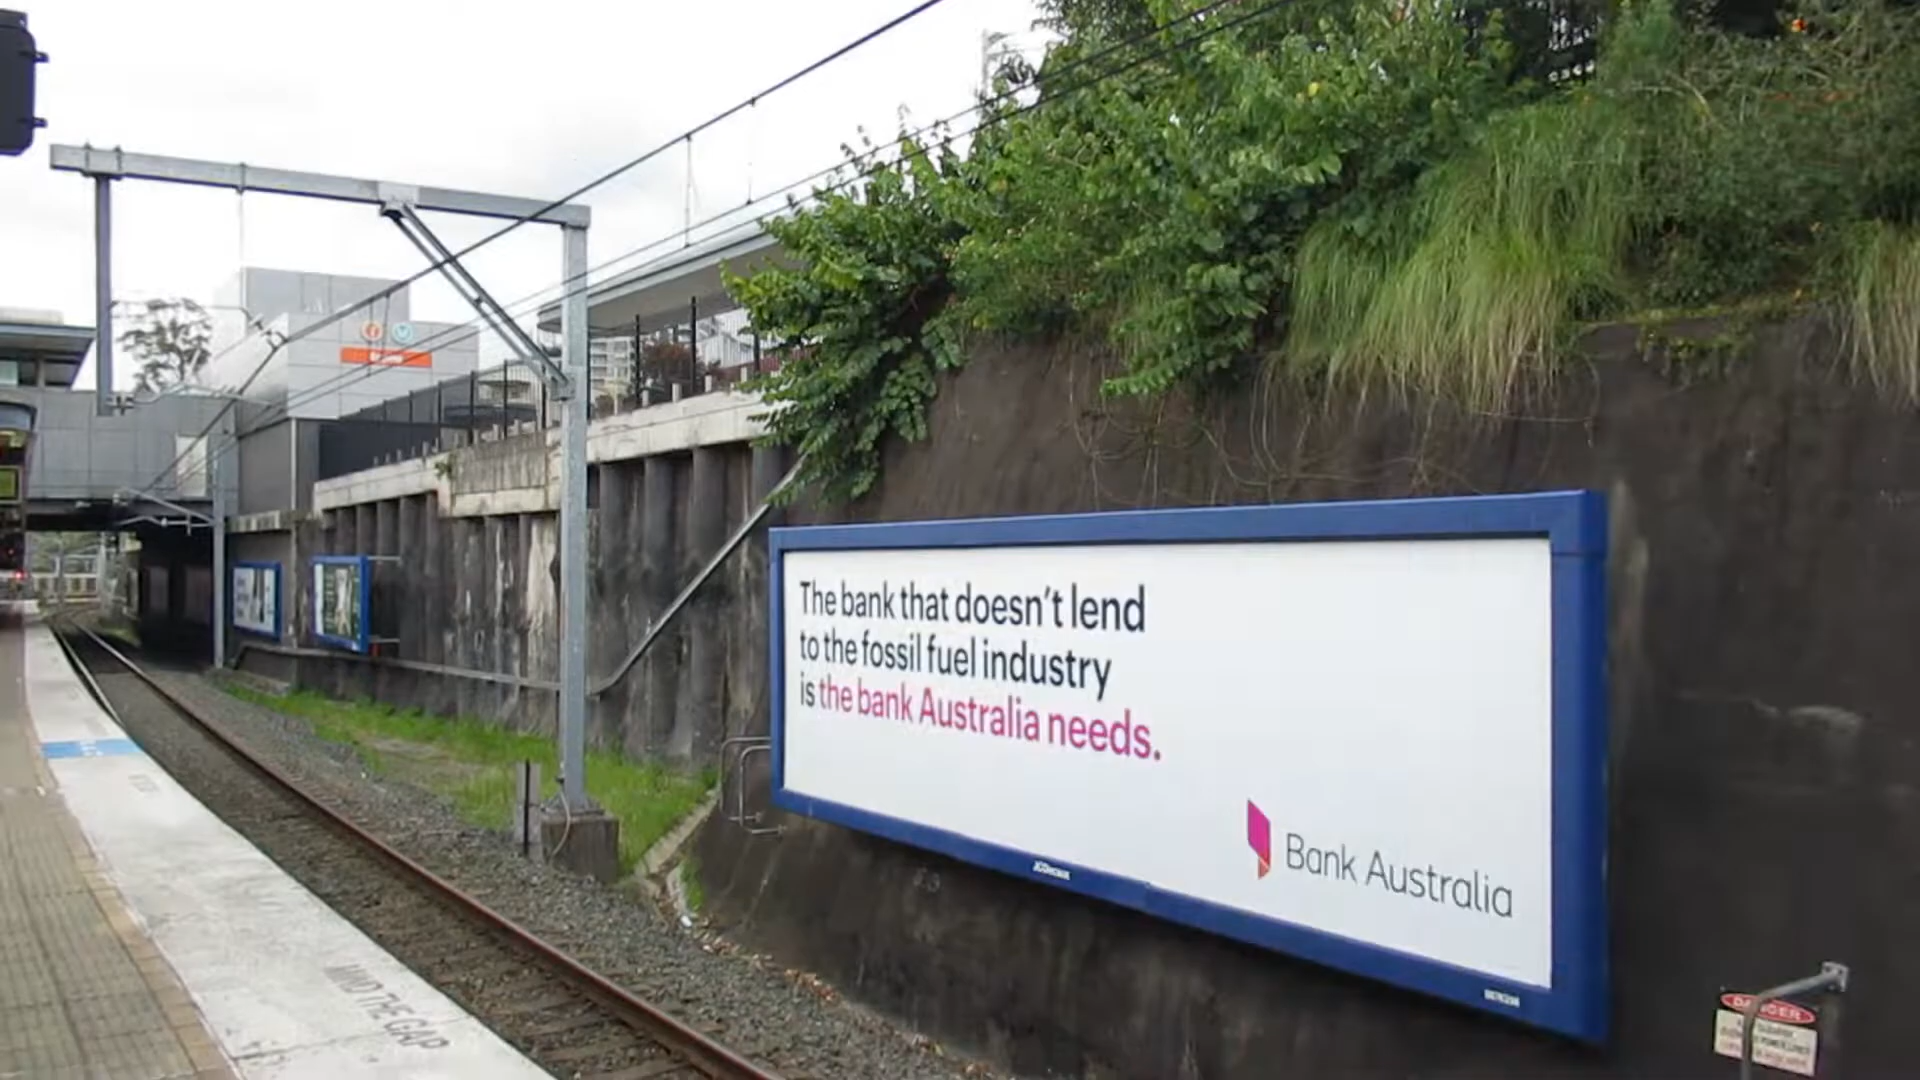 The bank that doesn't lend
to the fossil fuel industry
is the bank Australia needs.
Bank Australia
JCDecaux
MIND THE GAP
DANGER